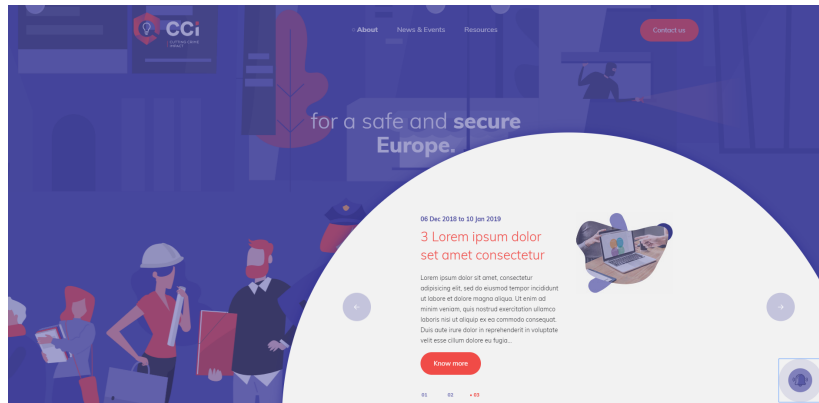 CCi
CUTTING CRIME
IMPACT
About
News & Events
Resources
Contact us
for a safe and secure
Europe.
06 Dec 2018 to 10 Jan 2019
3 Lorem ipsum dolor
set amet consectetur
Lorem ipsum dolor sit amet, consectetur
adipisicing elit, sed do eiusmod tempor incididunt
ut labore et dolore magna aliqua. Ut enim ad
minim veniam, quis nostrud exercitation ullamco
laboris nisi ut aliquip ex ea commodo consequat.
Duis aute irure dolor in reprehenderit in voluptate
velit esse cillum dolore eu fugia...
Know more
01
02
03